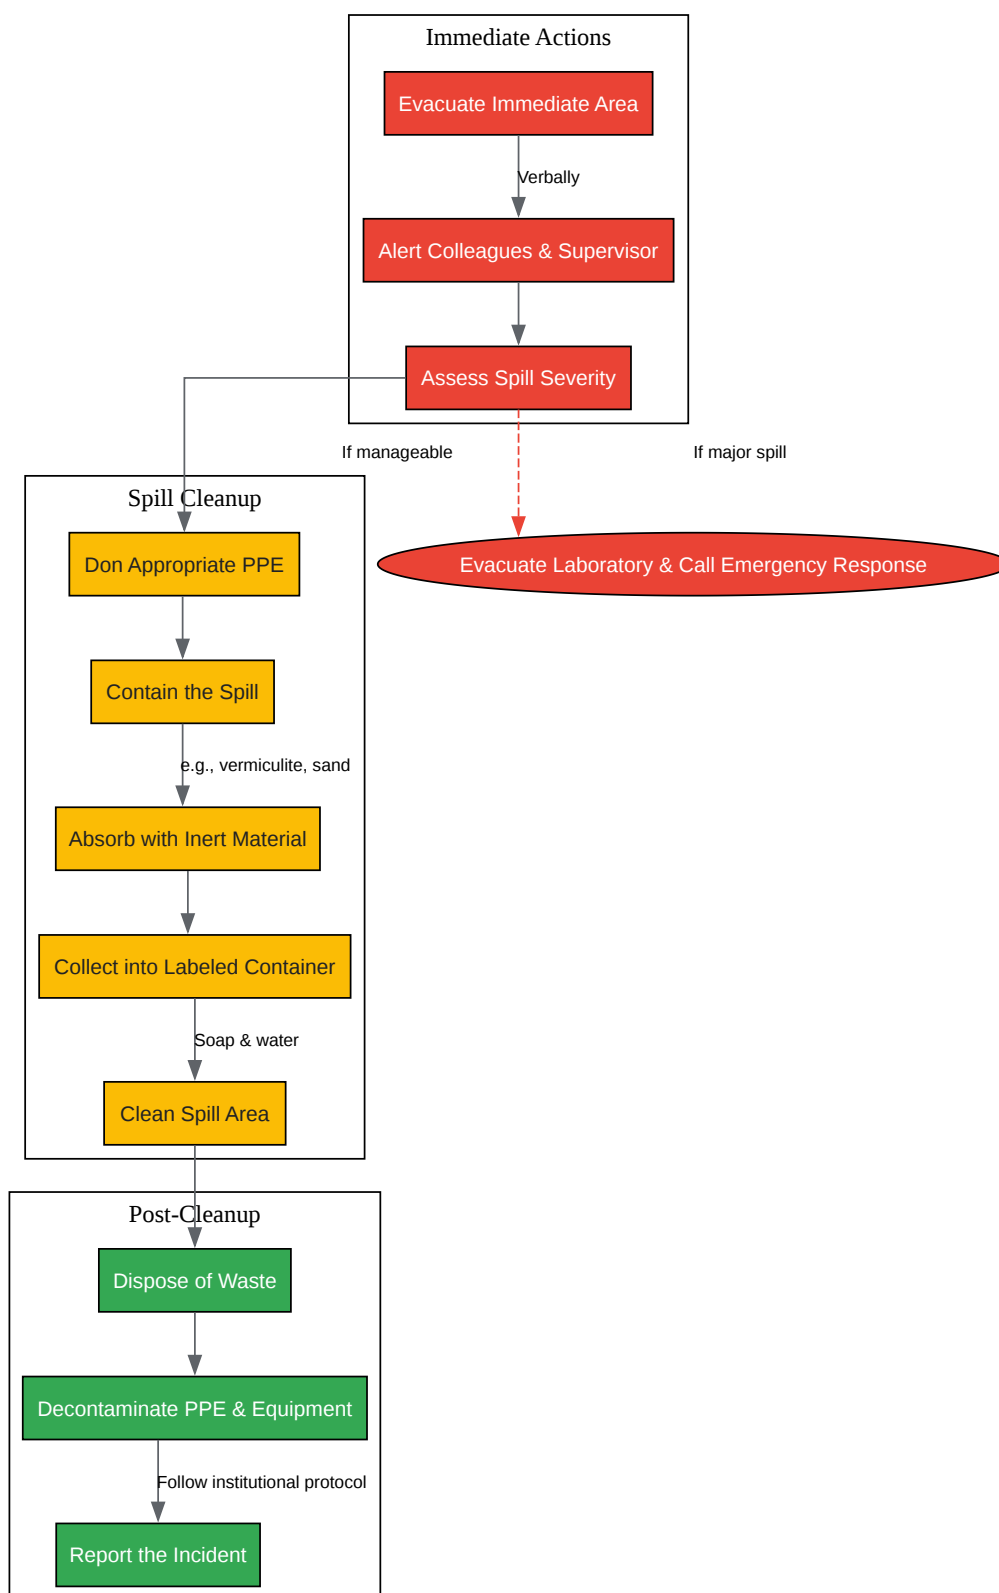 Immediate Actions
Evacuate Immediate Area
Verbally
Alert Colleagues & Supervisor
Assess Spill Severity
If manageable
If major spill
Evacuate Laboratory & Call Emergency Response
Spill Cleanup
Don Appropriate PPE
Contain the Spill
e.g., vermiculite, sand
Absorb with Inert Material
Collect into Labeled Container
Soap & water
Clean Spill Area
Post-Cleanup
Dispose of Waste
Decontaminate PPE & Equipment
Follow institutional protocol
Report the Incident